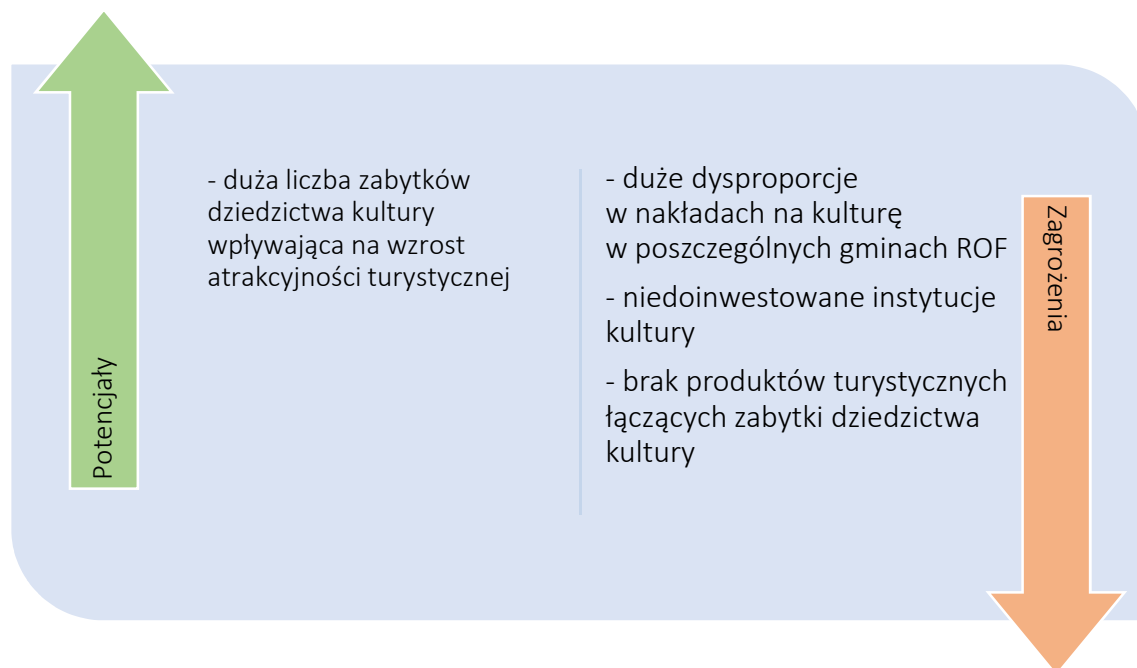 Potencjały
- duża liczba zabytków
dziedzictwa kultury
wpływająca na wzrost
atrakcyjności turystycznej
- duże dysproporcje
w nakładach na kulturę
w poszczególnych gminach ROF
- niedoinwestowane instytucje
kultury
- brak produktów turystycznych
łączących zabytki dziedzictwa
kultury
Zagrożenia